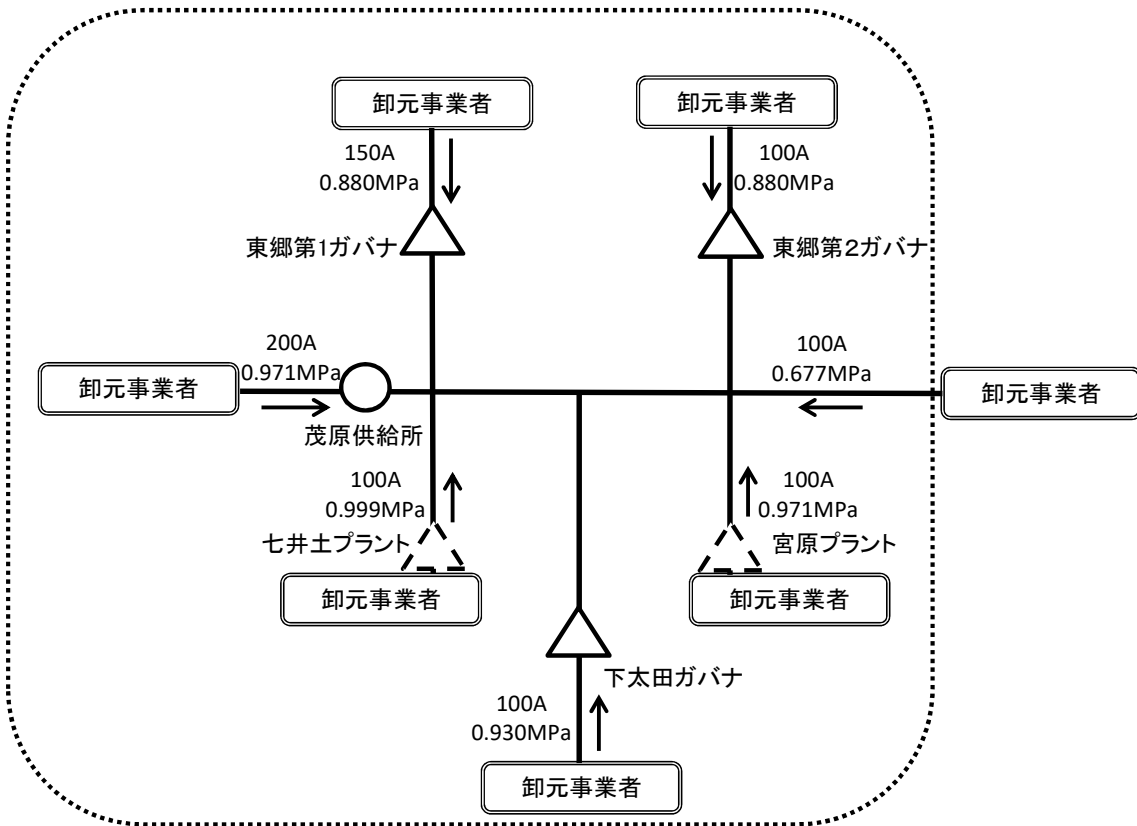 卸元事業者
卸元事業者
150A
0.880MPa
100A
0.880MPa
東郷第1ガバナ
東郷第2ガバナ
200A
0.971MPa
100A
0.677MPa
卸元事業者
卸元事業者
茂原供給所
100A
0.999MPa
100A
0.971MPa
七井土プラント
宮原プラント
卸元事業者
卸元事業者
下太田ガバナ
100A
0.930MPa
卸元事業者